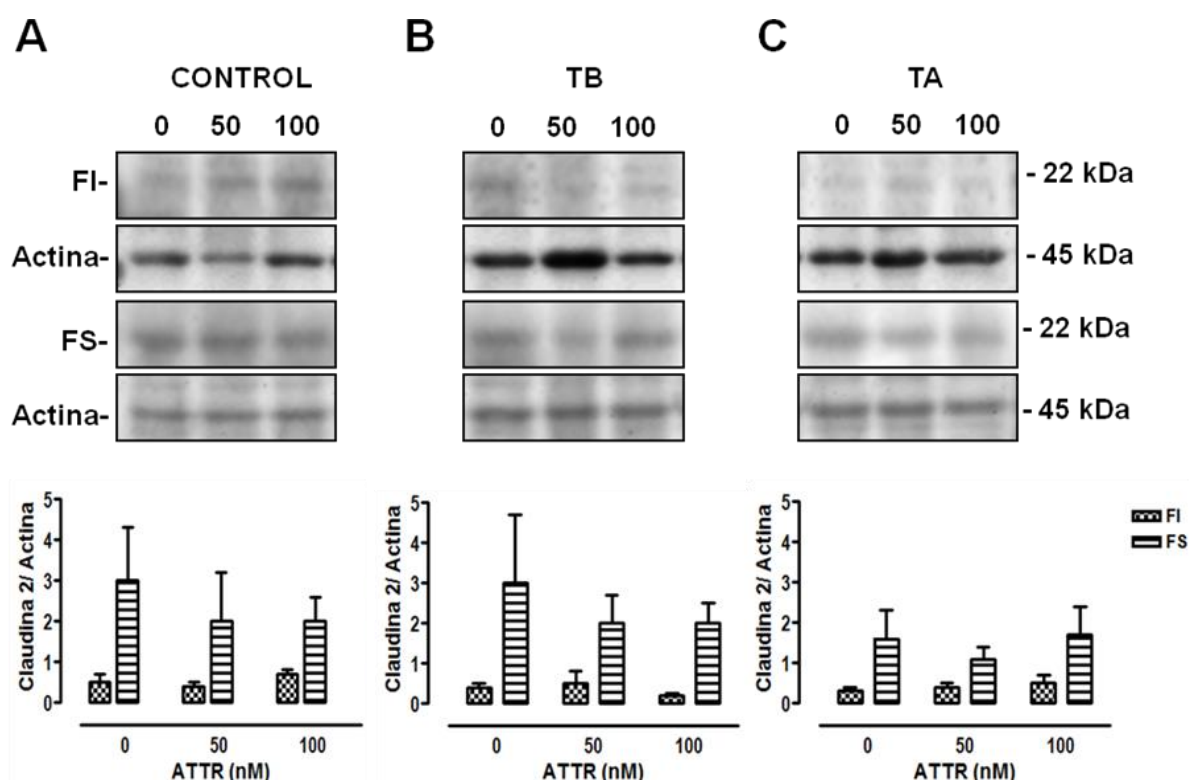 A B C
CONTROL TB TA
0 50 100 0 50 100 0 50 100
FI- - 22 kDa
Actina- - 45 kDa
FS- - 22 kDa
Actina- - 45 kDa
Claudina 2/ Actina
5
4
3
2
1
0
0 50 100
ATTR (nM)
Claudina 2/ Actina
5
4
3
2
1
0
0 50 100
ATTR (nM)
Claudina 2/ Actina
5
4
3
2
1
0
0 50 100
ATTR (nM)
FI
FS